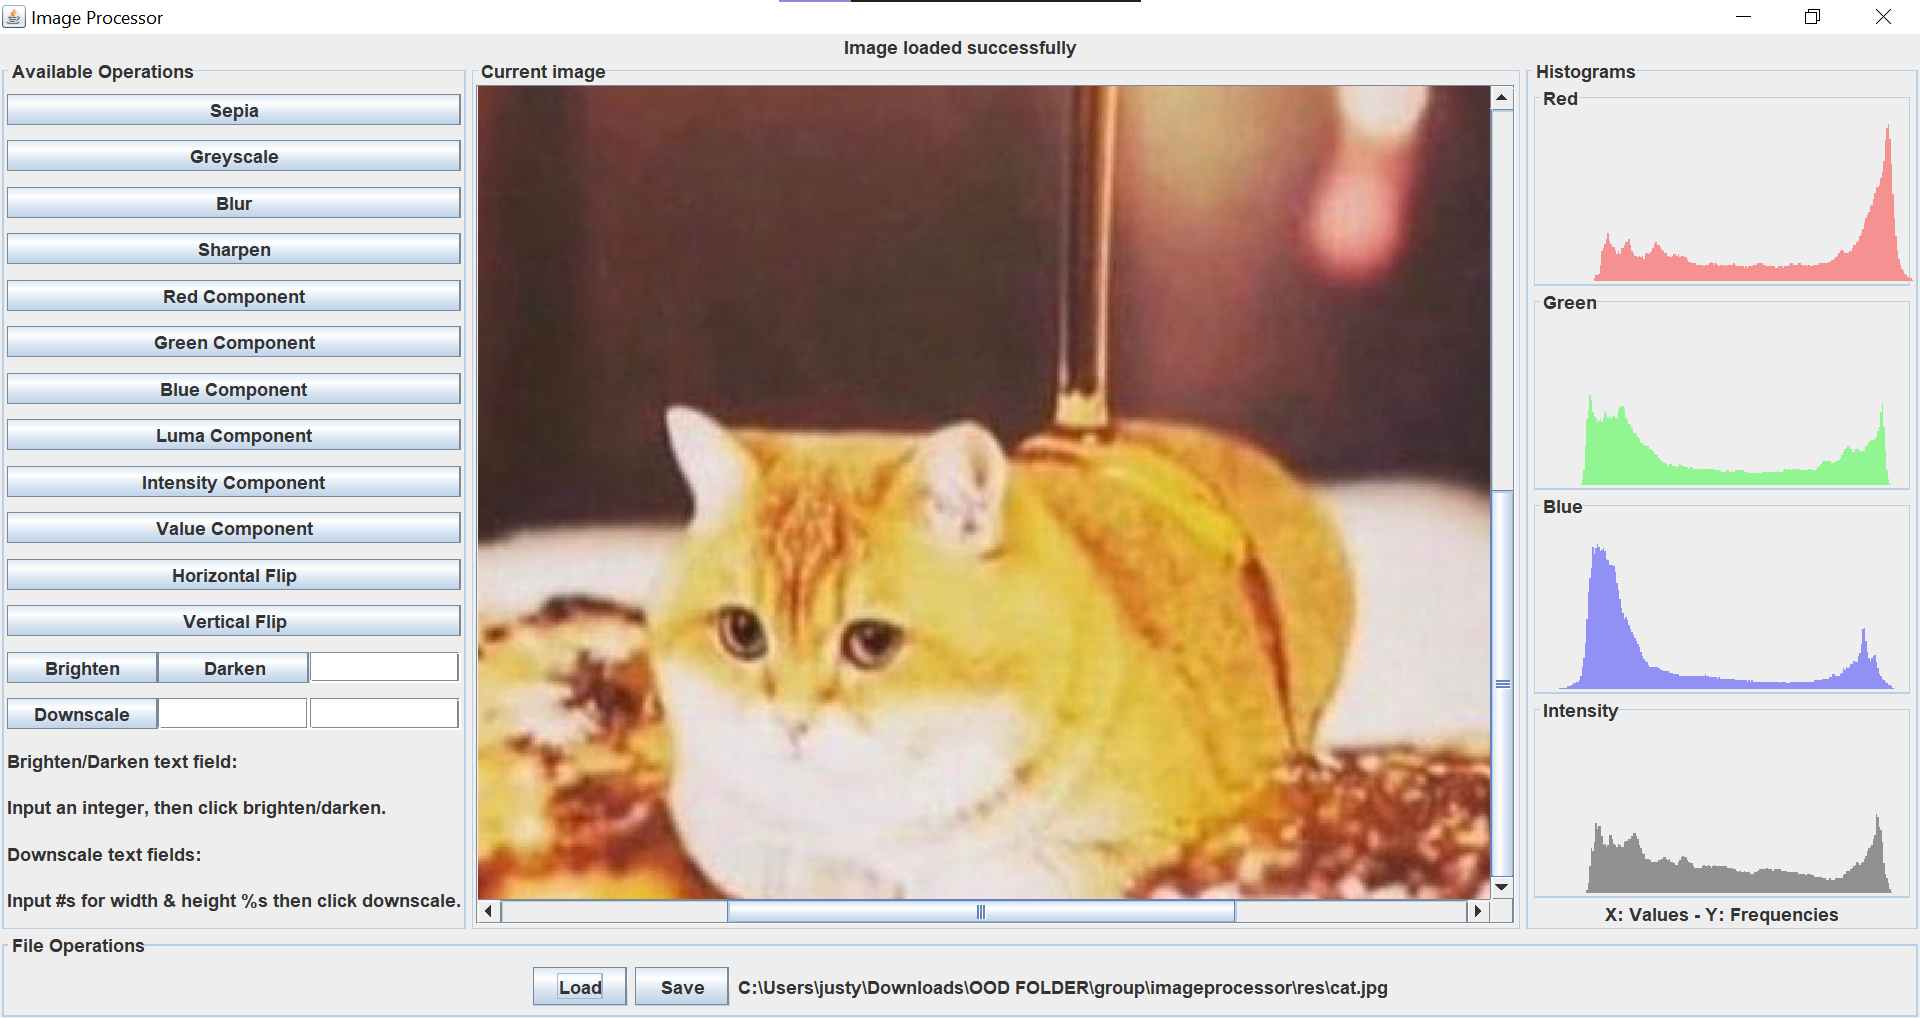 Image Processor
Image loaded successfully
Available Operations
Sepia
Greyscale
Blur
Sharpen
Red Component
Green Component
Blue Component
Luma Component
Intensity Component
Value Component
Horizontal Flip
Vertical Flip
Brighten Darken
Downscale
Brighten/Darken text field:
Input an integer, then click brighten/darken.
Downscale text fields:
Input #s for width & height %s then click downscale.
Current image
Histograms
Red
Green
Blue
Intensity
X: Values - Y: Frequencies
File Operations
Load Save C:\Users\justy\Downloads\OOD FOLDER\group\imageprocessor\res\cat.jpg